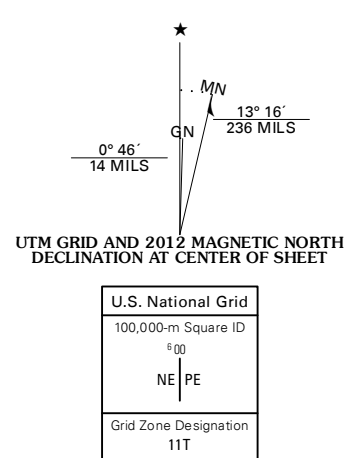 ★
MN
GN
13° 16´
236 MILS
0° 46´
14 MILS
UTM GRID AND 2012 MAGNETIC NORTH
DECLINATION AT CENTER OF SHEET
U.S. National Grid
100,000-m Square ID
⁶00
NE PE
Grid Zone Designation
11T